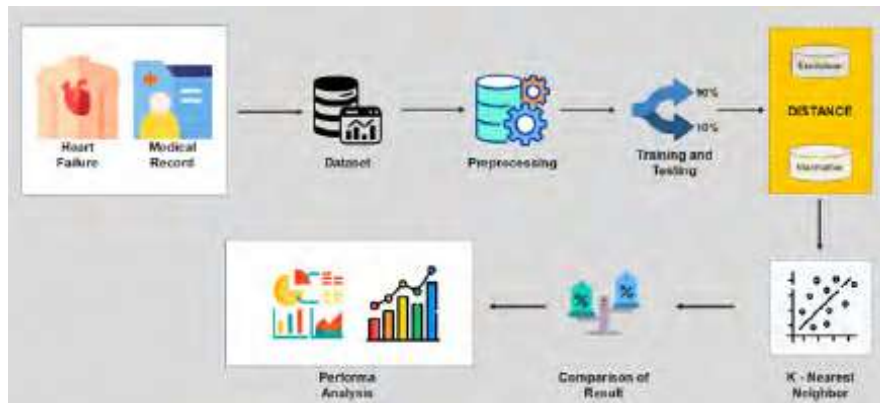 Heart
Failure
Medical
Record
Dataset
Preprocessing
90%
10%
Training and
Testing
Euclidean
DISTANCE
K - Nearest
Neighbor
%
%
Comparison of
Result
Performa
Analysis